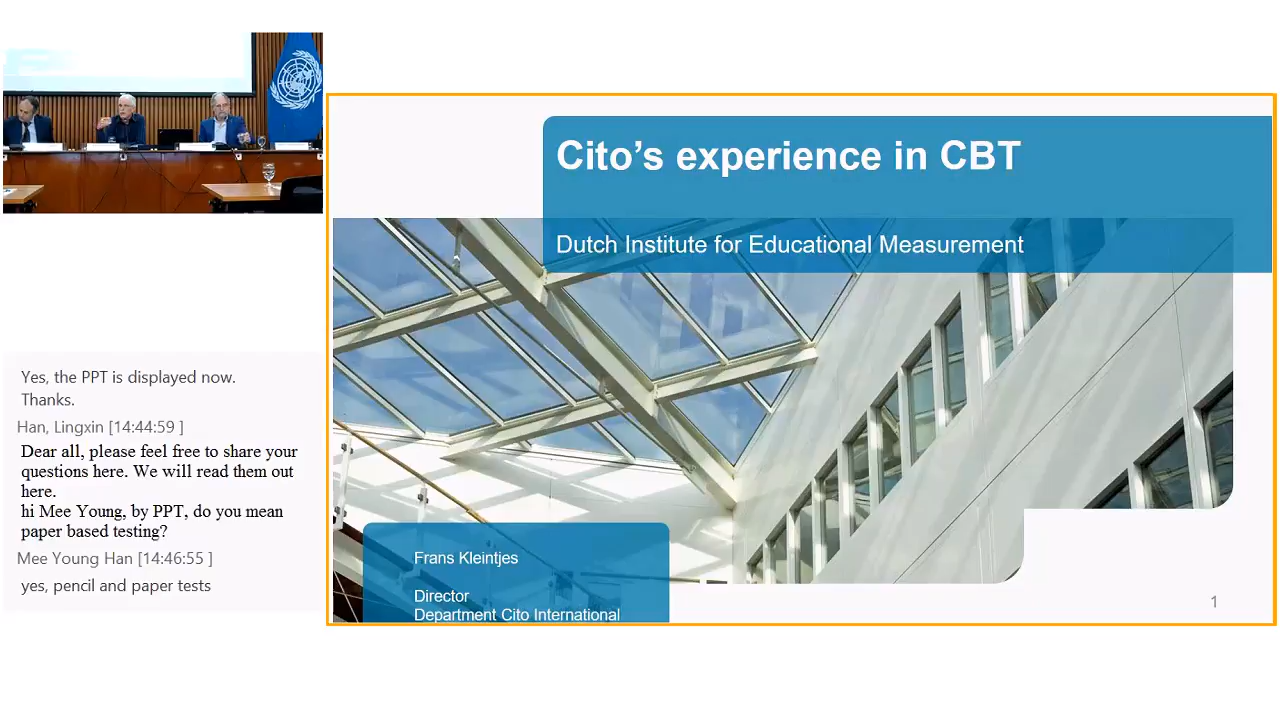 Cito’s experience in CBT
Dutch Institute for Educational Measurement
Frans Kleintjes
Director
Department Cito International
1
Yes, the PPT is displayed now.
Thanks.
Han, Lingxin [14:44:59 ]
Dear all, please feel free to share your
questions here. We will read them out
here.
hi Mee Young, by PPT, do you mean
paper based testing?
Mee Young Han [14:46:55 ]
yes, pencil and paper tests